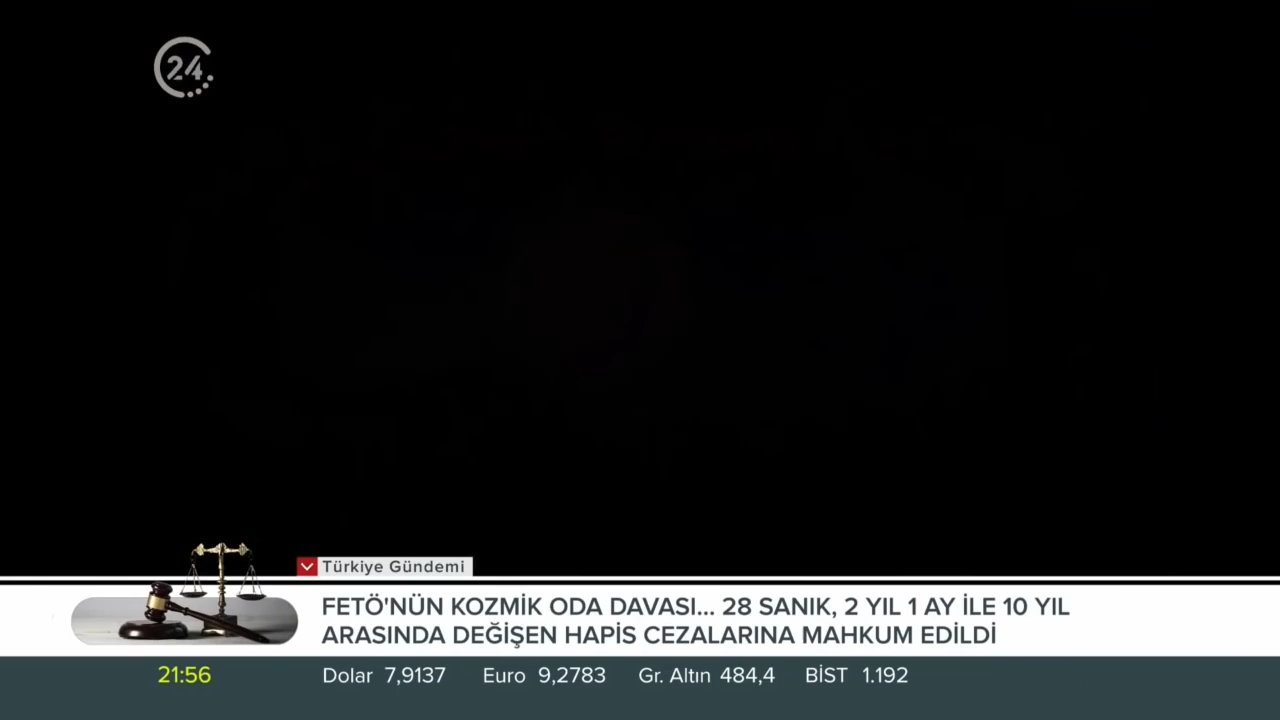 24
Türkiye Gündemi
FETÖ'NÜN KOZMİK ODA DAVASI... 28 SANIK, 2 YIL 1 AY İLE 10 YIL
ARASINDA DEĞİŞEN HAPİS CEZALARINA MAHKUM EDİLDİ
21:56 Dolar 7,9137 Euro 9,2783 Gr. Altın 484,4 BİST 1.192